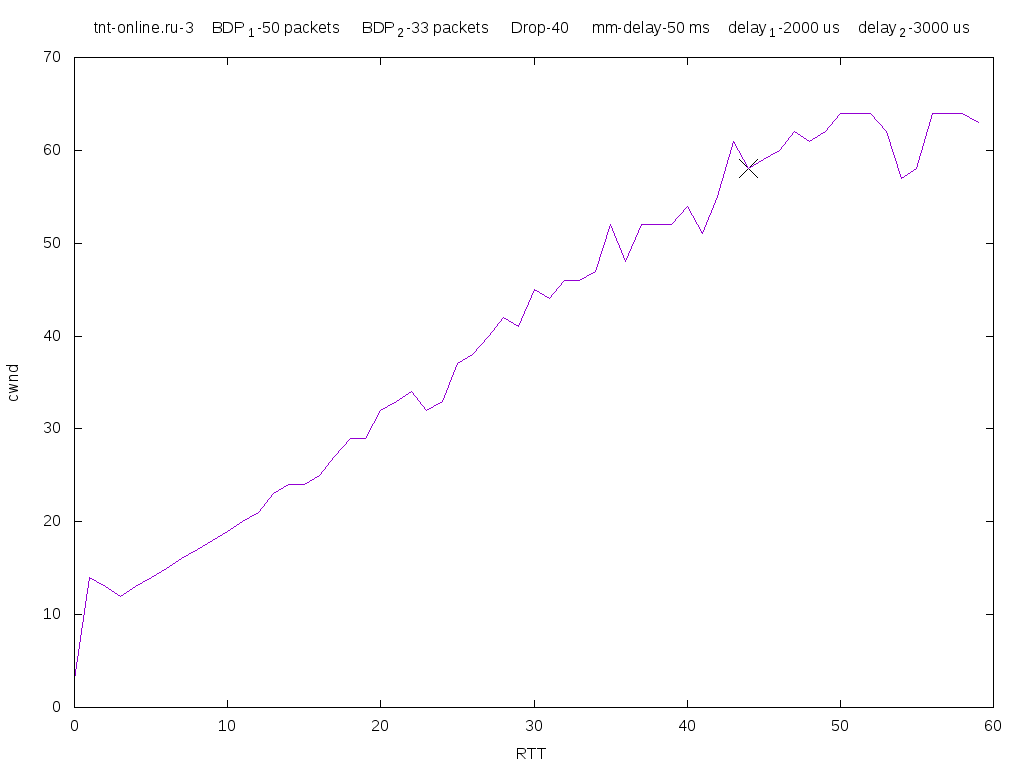 tnt-online.ru-3 BDP1-50 packets BDP2-33 packets Drop-40 mm-delay-50 ms delay1-2000 us delay2-3000 us
70
60
50
40
30
20
10
0
cwnd
0 10 20 30 40 50 60
RTT